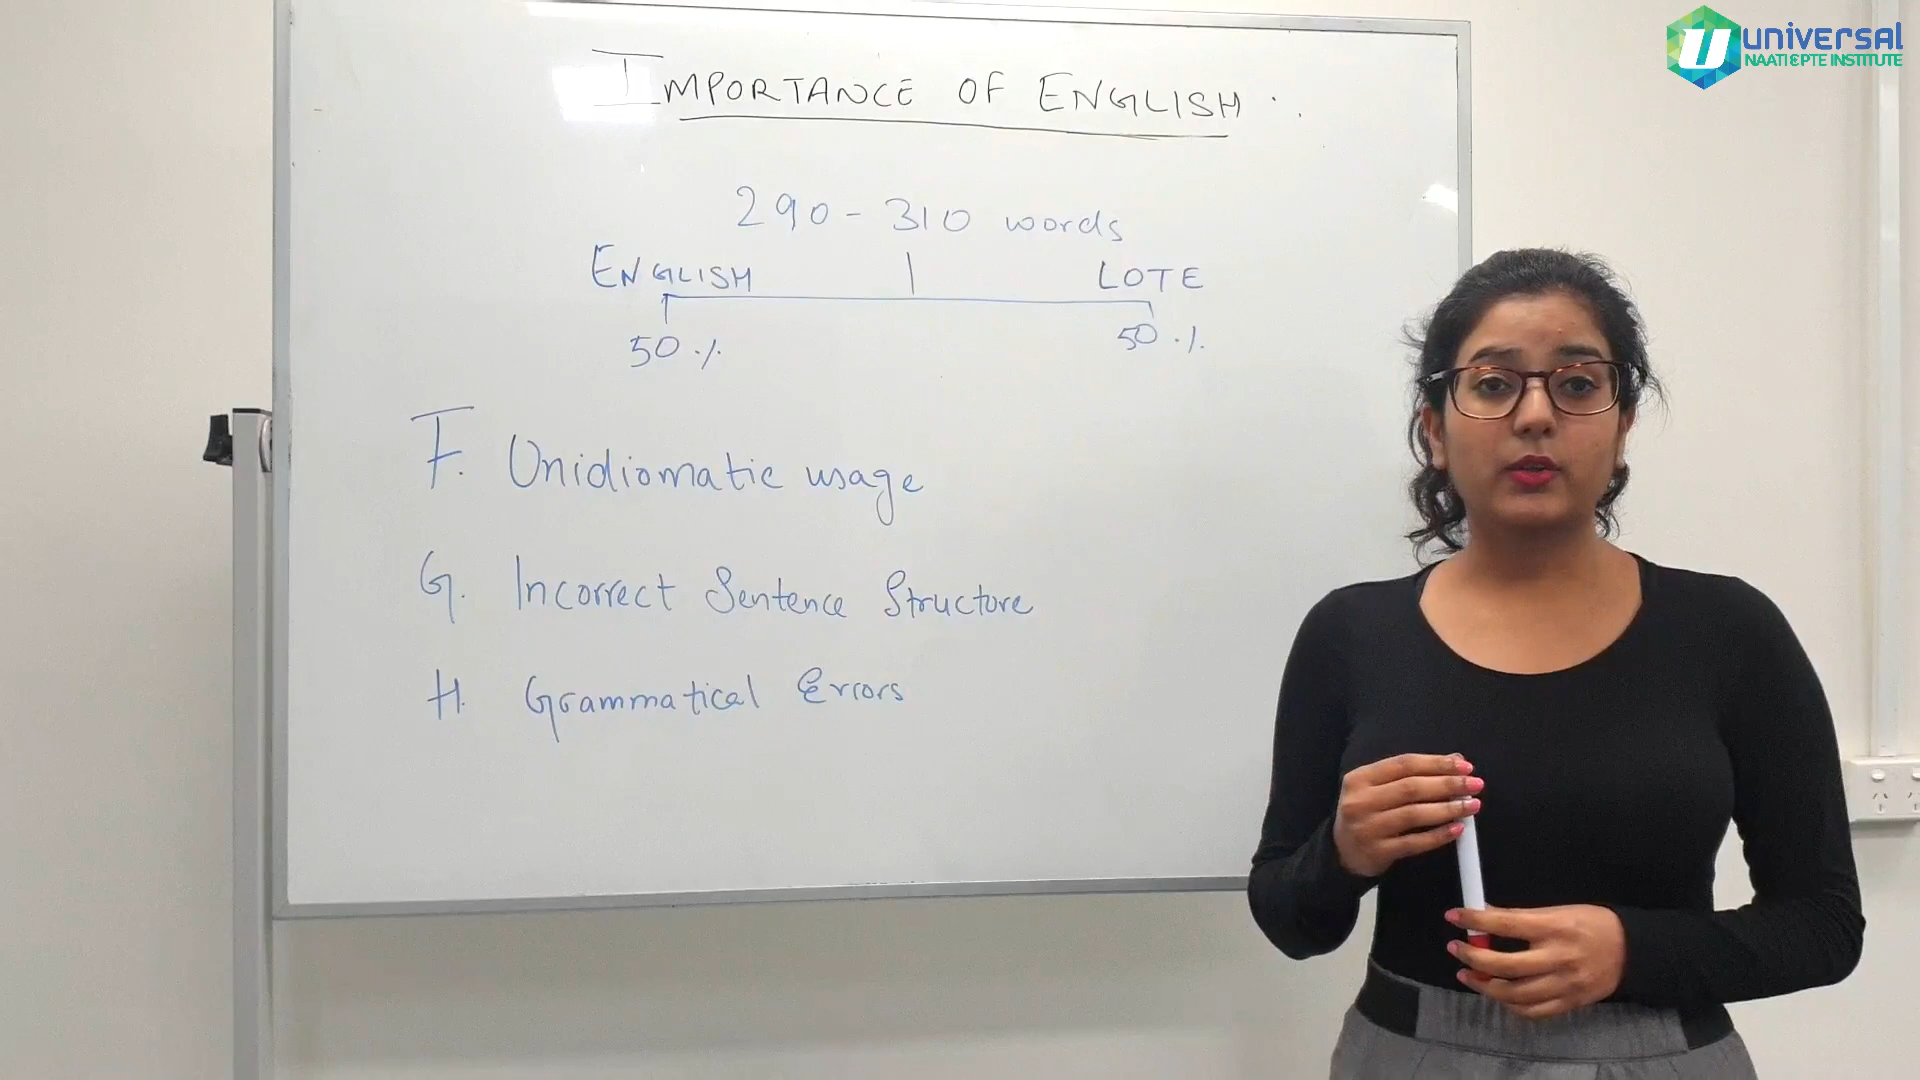 IMPORTANCE OF ENGLISH :
290 - 310 words
ENGLISH | LOTE
50 % 50 %
F. Unidiomatic usage
G. Incorrect Sentence Structure
H. Grammatical Errors
UNIVERSAL
NAATI & PTE INSTITUTE